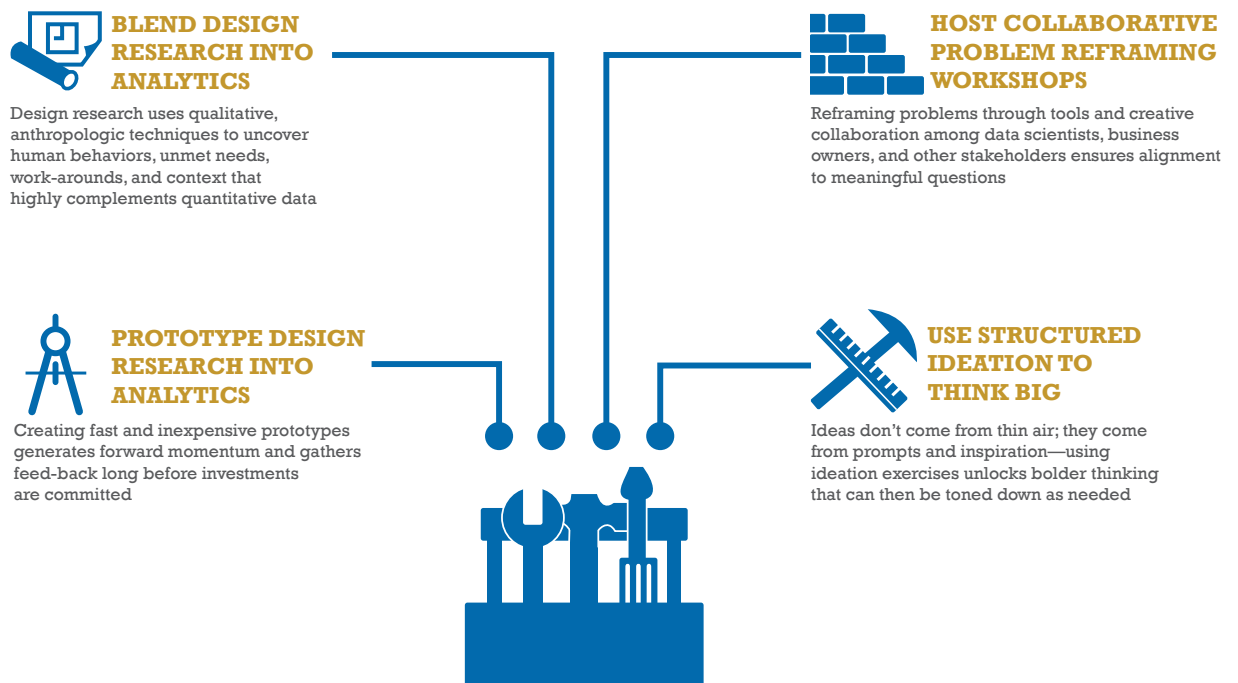 BLEND DESIGN
RESEARCH INTO
ANALYTICS
Design research uses qualitative,
anthropologic techniques to uncover
human behaviors, unmet needs,
work-arounds, and context that
highly complements quantitative data
HOST COLLABORATIVE
PROBLEM REFRAMING
WORKSHOPS
Reframing problems through tools and creative
collaboration among data scientists, business
owners, and other stakeholders ensures alignment
to meaningful questions
PROTOTYPE DESIGN
RESEARCH INTO
ANALYTICS
Creating fast and inexpensive prototypes
generates forward momentum and gathers
feed-back long before investments
are committed
USE STRUCTURED
IDEATION TO
THINK BIG
Ideas don’t come from thin air; they come
from prompts and inspiration—using
ideation exercises unlocks bolder thinking
that can then be toned down as needed